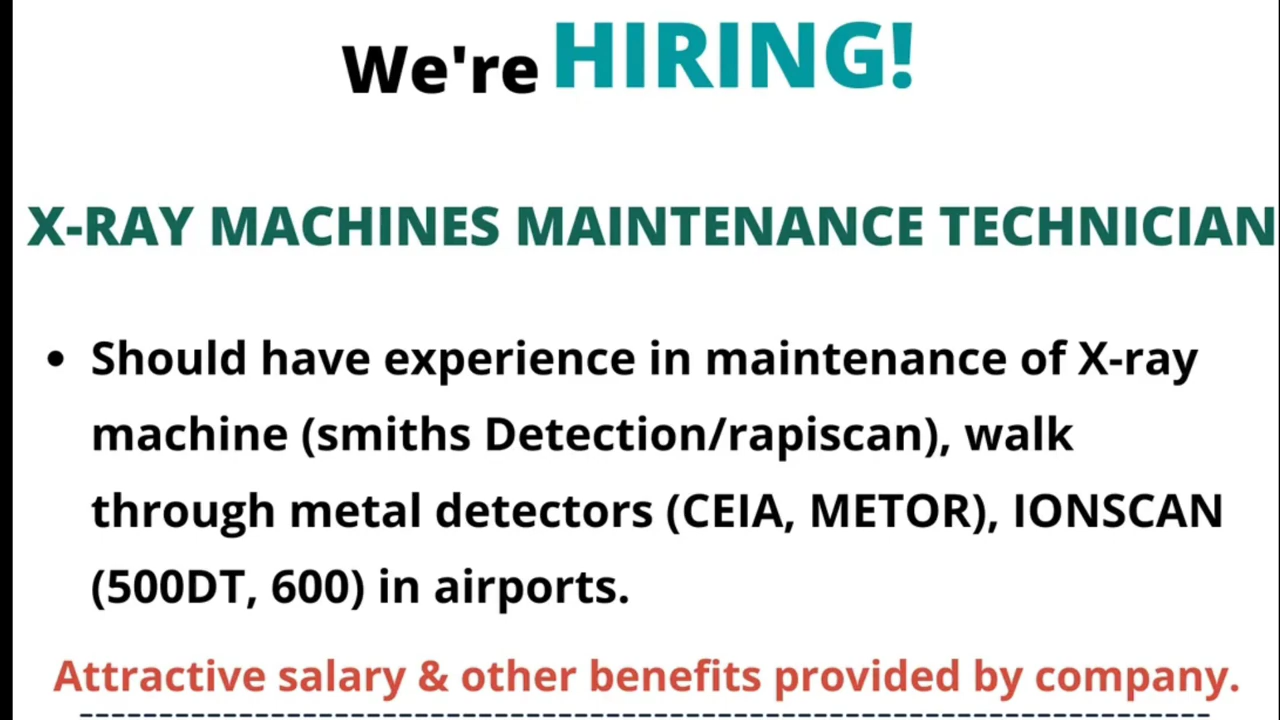 We're HIRING!
X-RAY MACHINES MAINTENANCE TECHNICIAN
• Should have experience in maintenance of X-ray
machine (smiths Detection/rapiscan), walk
through metal detectors (CEIA, METOR), IONSCAN
(500DT, 600) in airports.
Attractive salary & other benefits provided by company.